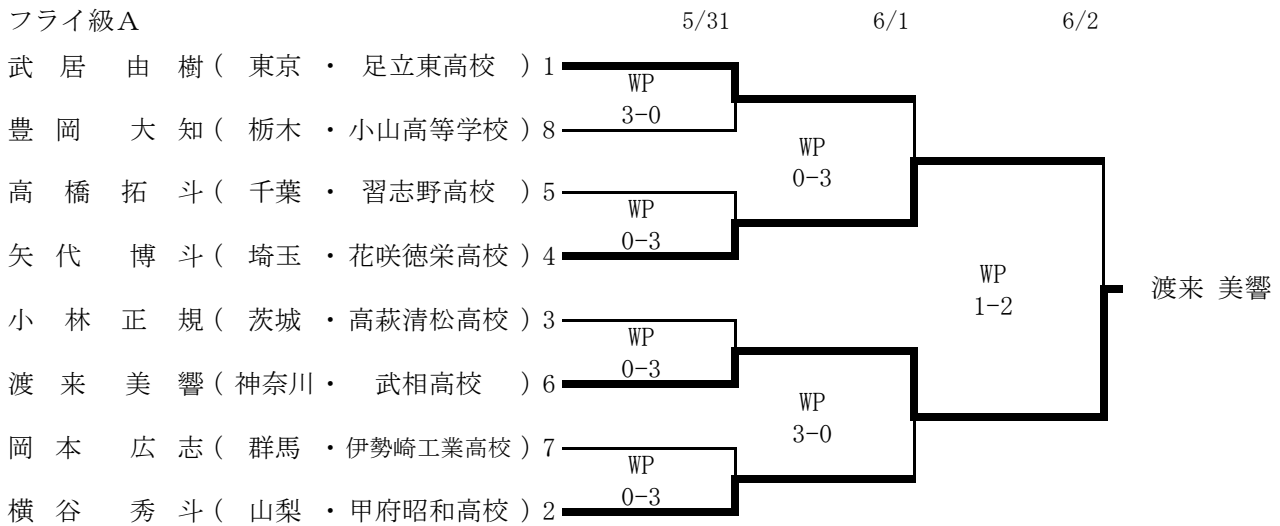 フライ級A 5/31 6/1 6/2
武居 由樹 ( 東京 ・ 足立東高校 ) 1
WP
3-0
豊岡 大知 ( 栃木 ・ 小山高等学校 ) 8
WP
0-3
高橋 拓斗 ( 千葉 ・ 習志野高校 ) 5
WP
0-3
矢代 博斗 ( 埼玉 ・ 花咲徳栄高校 ) 4
WP
1-2
渡来 美響
小林 正規 ( 茨城 ・ 高萩清松高校 ) 3
WP
0-3
渡来 美響 ( 神奈川 ・ 武相高校 ) 6
WP
3-0
岡本 広志 ( 群馬 ・ 伊勢崎工業高校 ) 7
WP
0-3
横谷 秀斗 ( 山梨 ・ 甲府昭和高校 ) 2